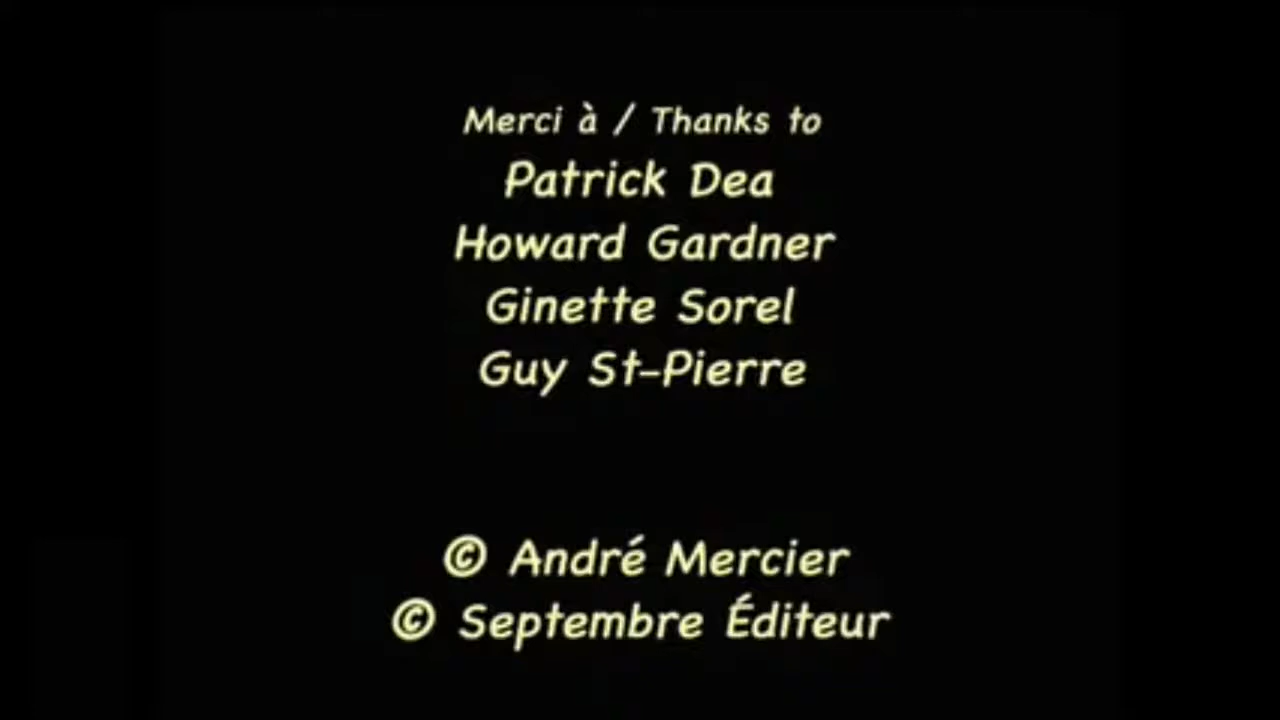 Merci à / Thanks to
Patrick Dea
Howard Gardner
Ginette Sorel
Guy St-Pierre
© André Mercier
© Septembre Éditeur